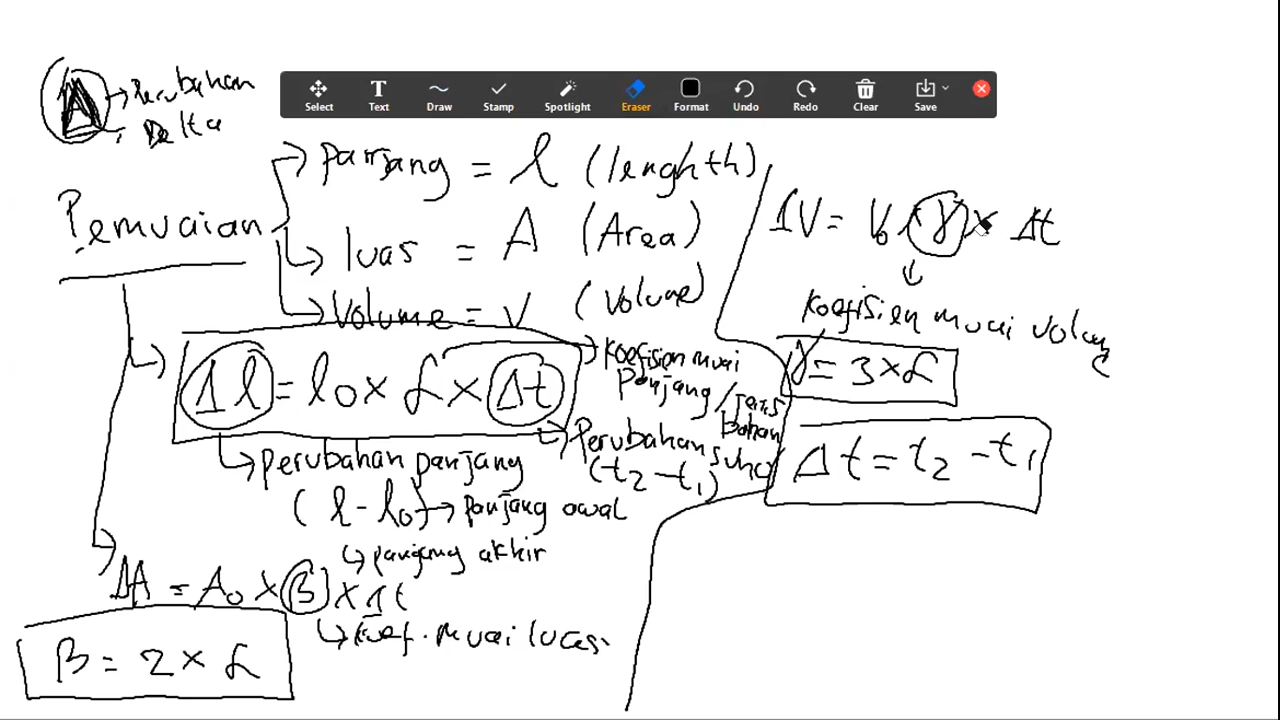 Δ → Perubahan
Delta
Select Text Draw Stamp Spotlight Eraser Format Undo Redo Clear Save
Pemuaian
panjang = l (lenghth)
luas = A (Area)
Volume = V (Volume)
Δl = l0 × α × Δt
Koefisien muai
panjang / jenis
bahan
Perubahan suhu
(t2 - t1)
perubahan panjang
(l - l0) → panjang awal
panjang akhir
ΔA = A0 × β × Δt
koef. muai luas
β = 2 × α
ΔV = V0 × γ × Δt
koefisien muai volume
γ = 3 × α
Δt = t2 - t1